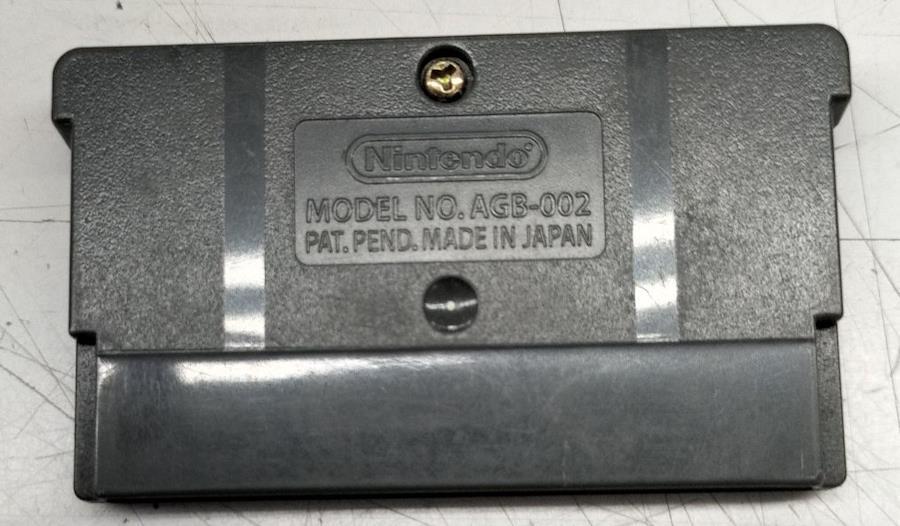 Nintendo
MODEL NO. AGB-002
PAT. PEND. MADE IN JAPAN